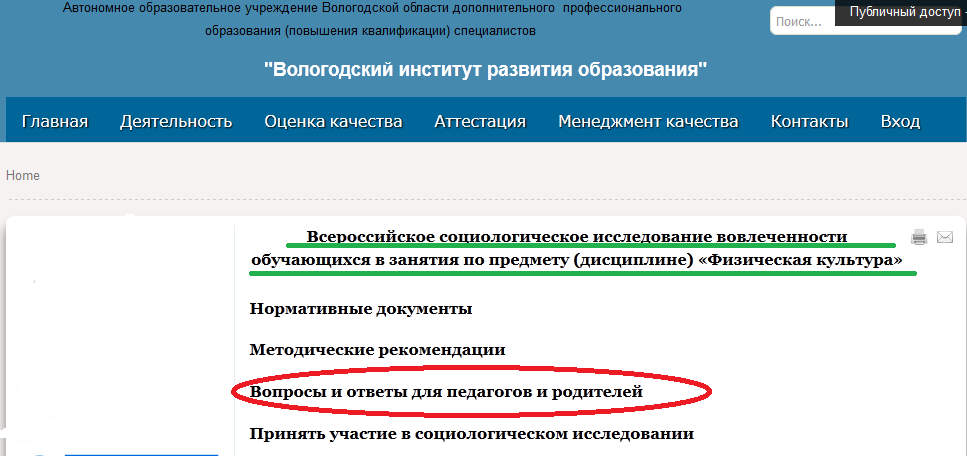 Автономное образовательное учреждение Вологодской области дополнительного профессионального
образования (повышения квалификации) специалистов
Поиск...
Публичный доступ -
"Вологодский институт развития образования"
Главная Деятельность Оценка качества Аттестация Менеджмент качества Контакты Вход
Home
Всероссийское социологическое исследование вовлеченности
обучающихся в занятия по предмету (дисциплине) «Физическая культура»
Нормативные документы
Методические рекомендации
Вопросы и ответы для педагогов и родителей
Принять участие в социологическом исследовании